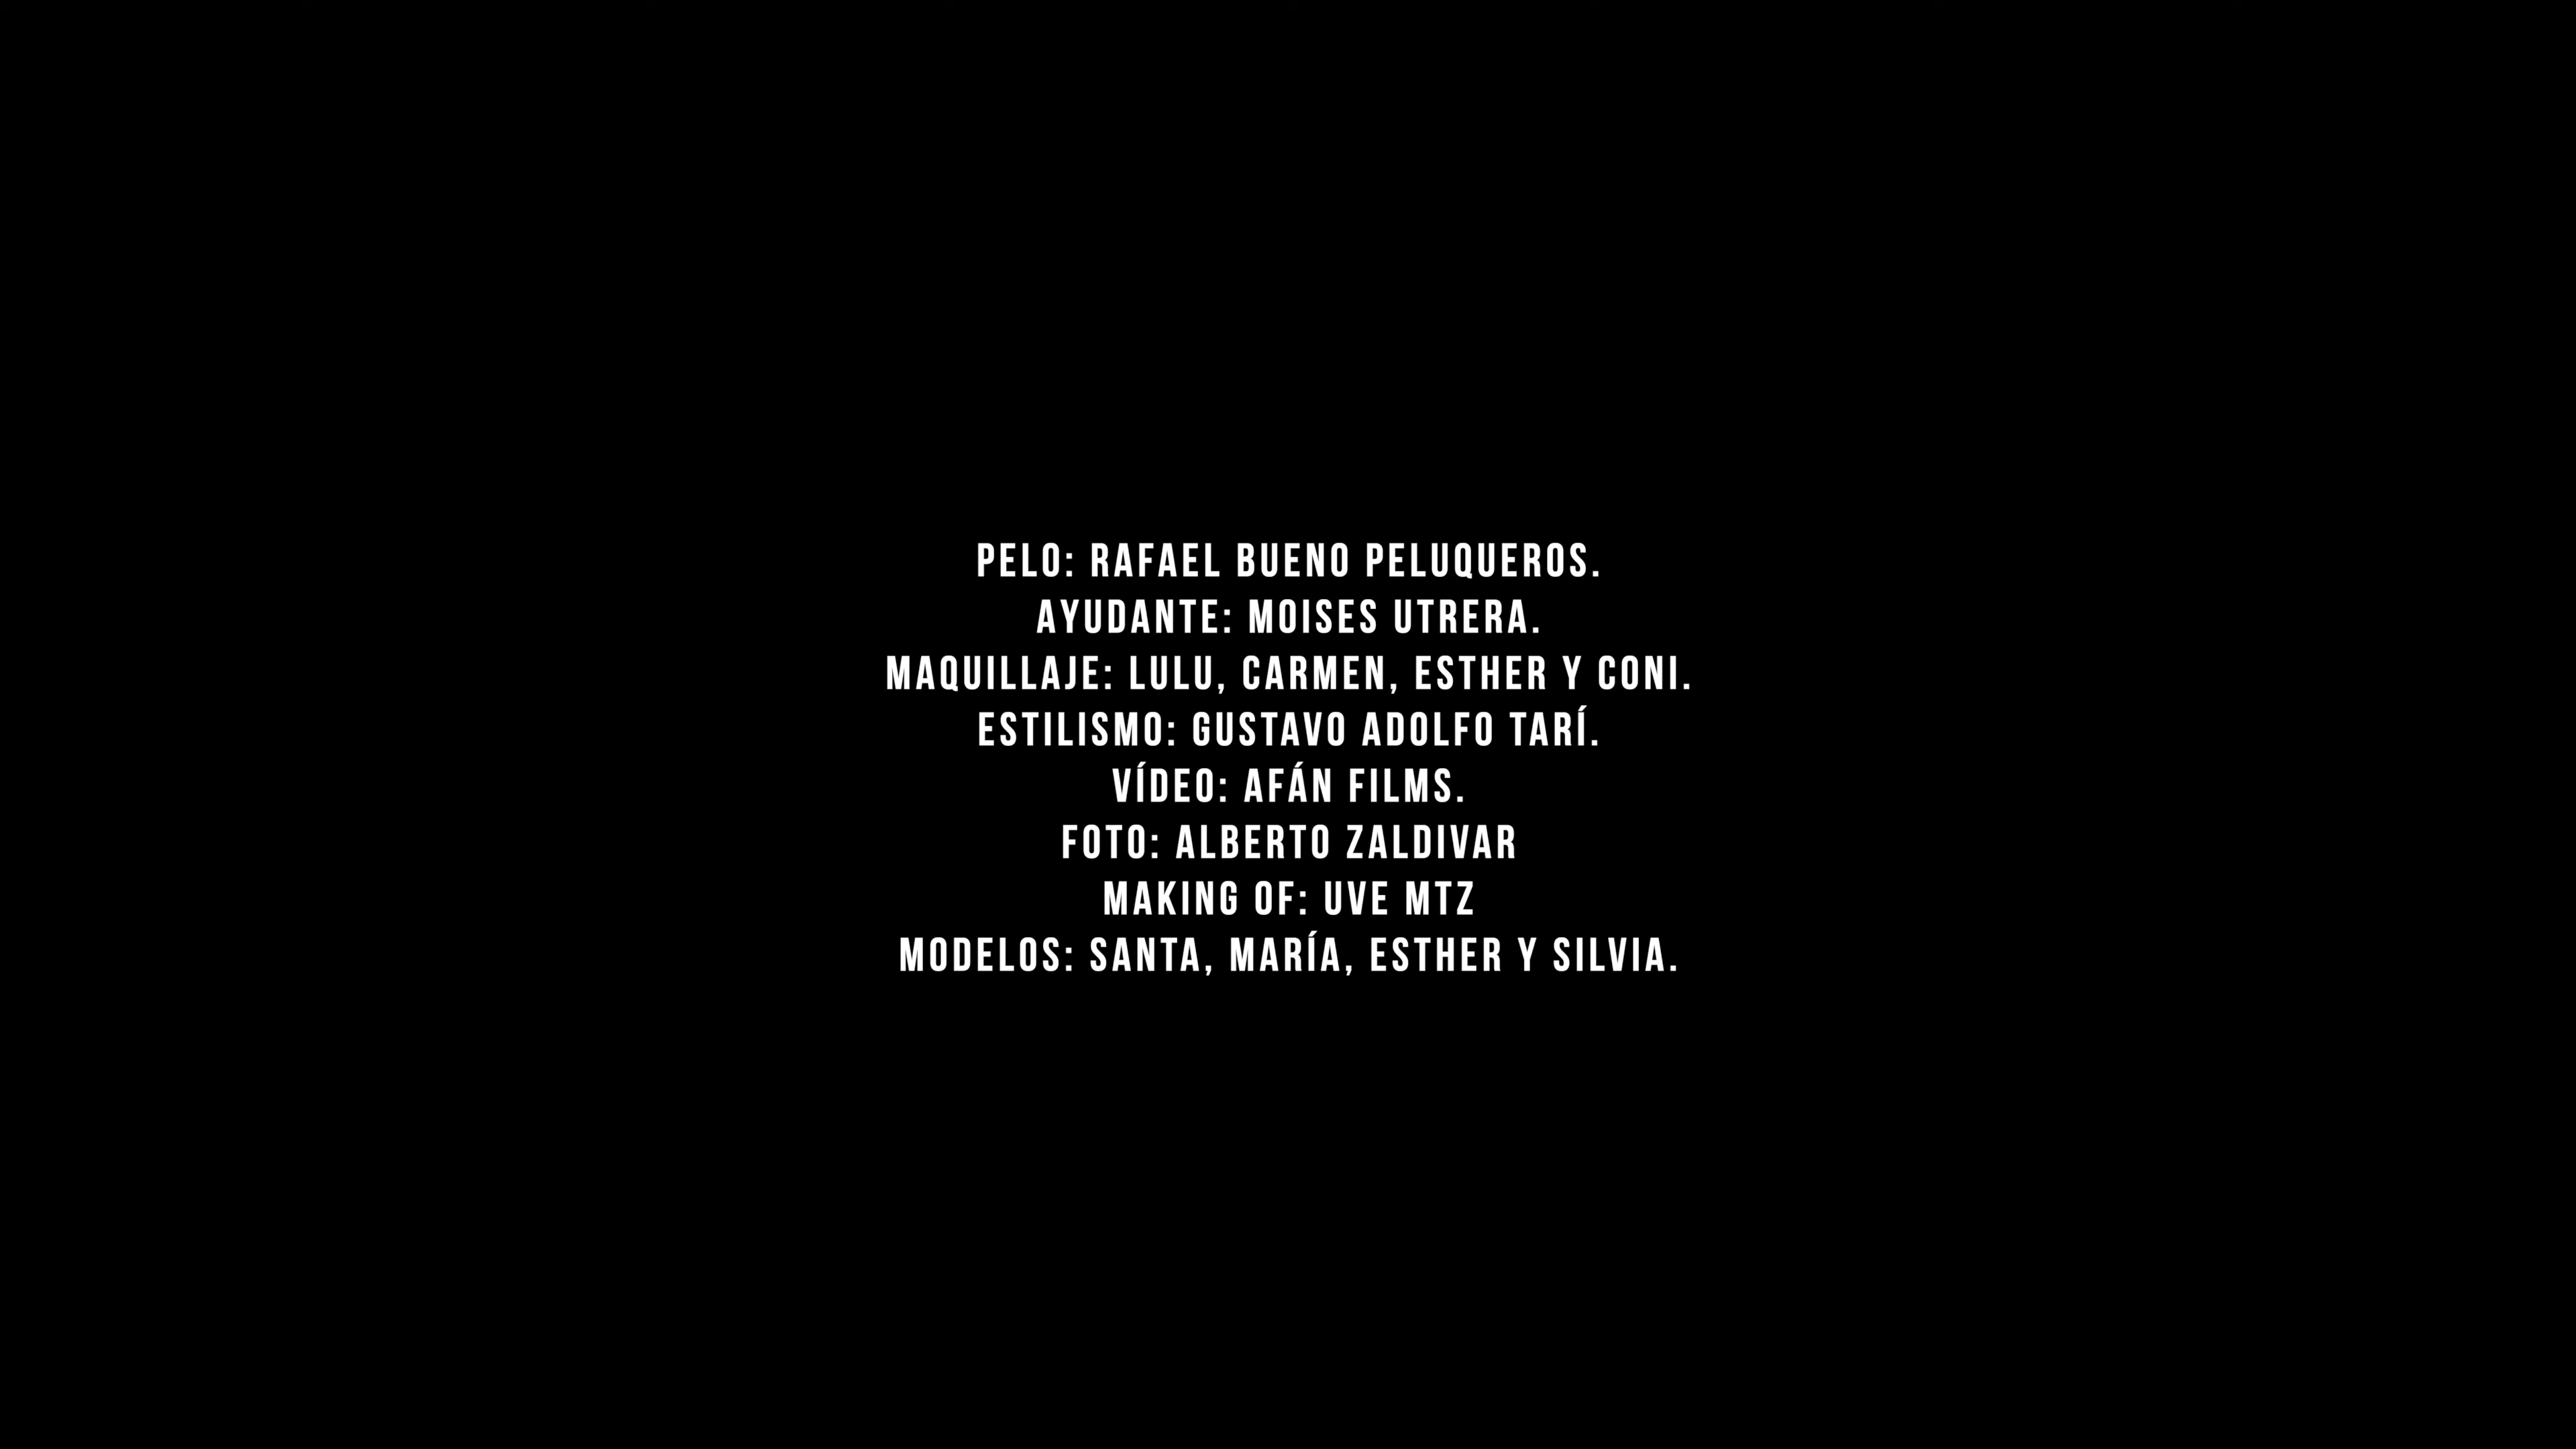 PELO: RAFAEL BUENO PELUQUEROS.
AYUDANTE: MOISES UTRERA.
MAQUILLAJE: LULU, CARMEN, ESTHER Y CONI.
ESTILISMO: GUSTAVO ADOLFO TARÍ.
VÍDEO: AFÁN FILMS.
FOTO: ALBERTO ZALDIVAR
MAKING OF: UVE MTZ
MODELOS: SANTA, MARÍA, ESTHER Y SILVIA.